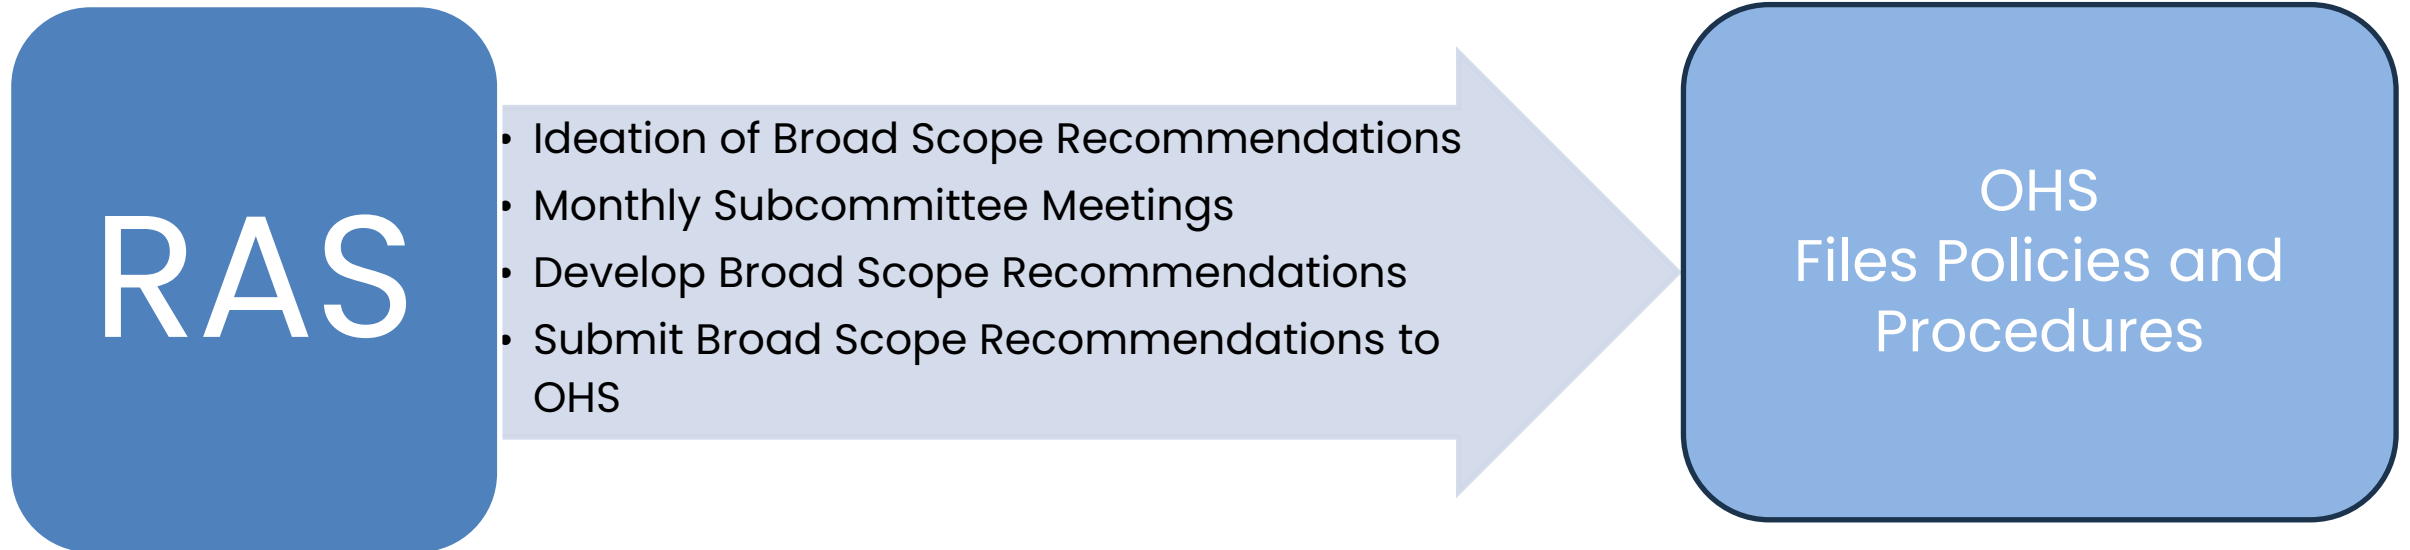 RAS
• Ideation of Broad Scope Recommendations
• Monthly Subcommittee Meetings
• Develop Broad Scope Recommendations
• Submit Broad Scope Recommendations to
OHS
OHS
Files Policies and
Procedures